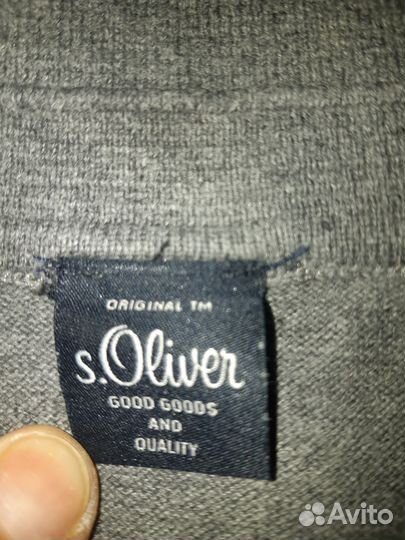 ORIGINAL TM
s.Oliver
GOOD GOODS
AND
QUALITY
Avito